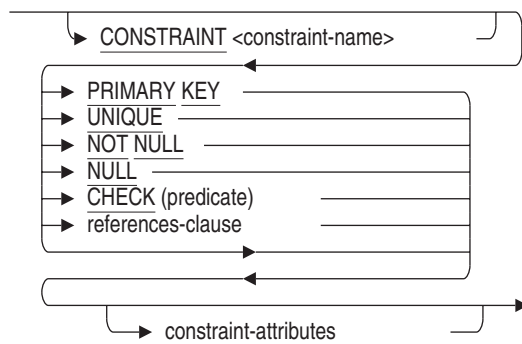 CONSTRAINT <constraint-name>
PRIMARY KEY
UNIQUE
NOT NULL
NULL
CHECK (predicate)
references-clause
constraint-attributes